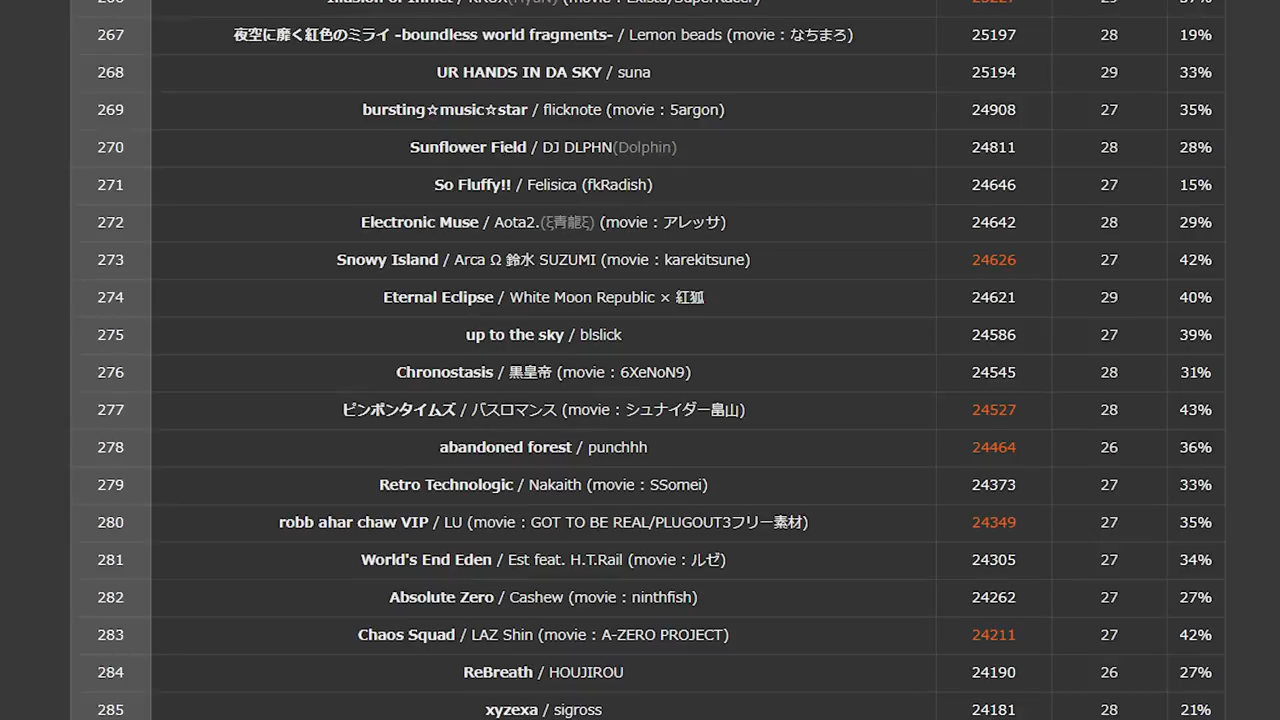 267 夜空に靡く紅色のミライ -boundless world fragments- / Lemon beads (movie : なちまろ) 25197 28 19%
268 UR HANDS IN DA SKY / suna 25194 29 33%
269 bursting☆music☆star / flicknote (movie : 5argon) 24908 27 35%
270 Sunflower Field / DJ DLPHN(Dolphin) 24811 28 28%
271 So Fluffy!! / Felisica (fkRadish) 24646 27 15%
272 Electronic Muse / Aota2.(ξ青龍ξ) (movie : アレッサ) 24642 28 29%
273 Snowy Island / Arca Ω 鈴水 SUZUMI (movie : karekitsune) 24626 27 42%
274 Eternal Eclipse / White Moon Republic × 紅狐 24621 29 40%
275 up to the sky / blslick 24586 27 39%
276 Chronostasis / 黒皇帝 (movie : 6XeNoN9) 24545 28 31%
277 ピンポンタイムズ / バスロマンス (movie : シュナイダー畠山) 24527 28 43%
278 abandoned forest / punchhh 24464 26 36%
279 Retro Technologic / Nakaith (movie : SSomei) 24373 27 33%
280 robb ahar chaw VIP / LU (movie : GOT TO BE REAL/PLUGOUT3フリー素材) 24349 27 35%
281 World's End Eden / Est feat. H.T.Rail (movie : ルゼ) 24305 27 34%
282 Absolute Zero / Cashew (movie : ninthfish) 24262 27 27%
283 Chaos Squad / LAZ Shin (movie : A-ZERO PROJECT) 24211 27 42%
284 ReBreath / HOUJIROU 24190 26 27%
285 xyzexa / sigross 24181 28 21%